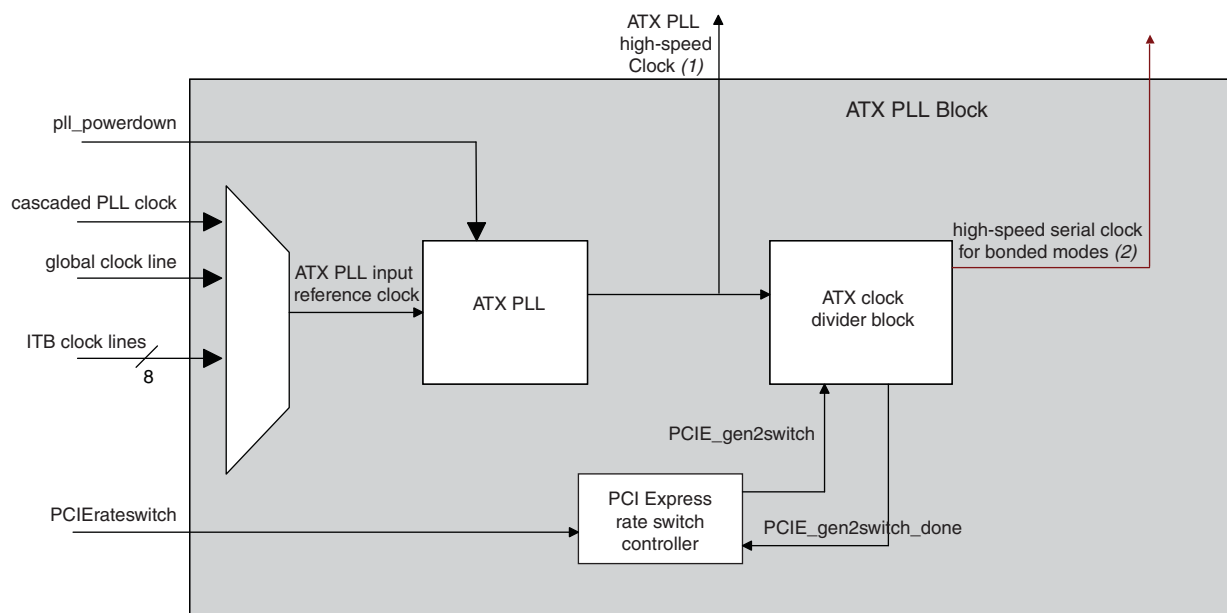 ATX PLL
high-speed
Clock (1)
ATX PLL Block
pll_powerdown
cascaded PLL clock
global clock line
ITB clock lines
8
ATX PLL input
reference clock
ATX PLL
ATX clock
divider block
high-speed serial clock
for bonded modes (2)
PCIE_gen2switch
PCIErateswitch
PCI Express
rate switch
controller
PCIE_gen2switch_done